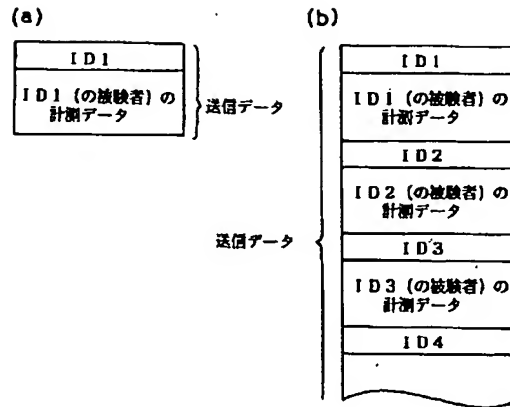 (a)
ID1
ID1 (の被験者) の
計測データ
送信データ
(b)
ID1
ID1 (の被験者) の
計測データ
ID2
ID2 (の被験者) の
計測データ
送信データ
ID3
ID3 (の被験者) の
計測データ
ID4